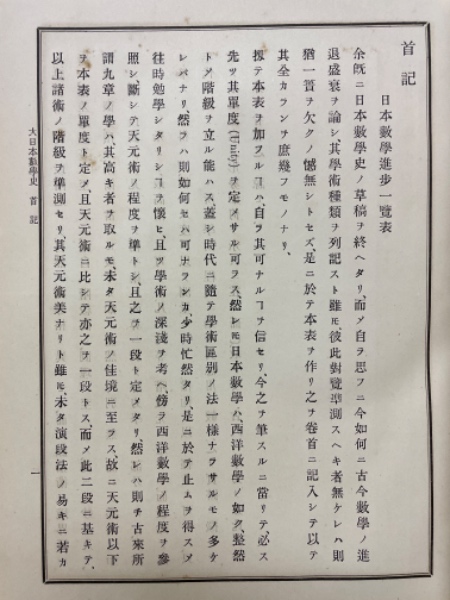 首記
日本數學進步一覽表
余旣ニ日本數學史ノ草稿ヲ終ヘタリ、而メ自ラ思フニ今如何ニ古今數學ノ進
退盛衰ヲ論シ、其學術種類ヲ列記スト雖モ、彼此對覽準測スヘキ者無ケレハ則
猶一簣ヲ欠クノ憾無シトセズ、是ニ於テ本表ヲ作リ之ヲ卷首ニ記入シテ以テ
其全カランヲ庶幾フモノナリ、
揬テ本表ヲ加フルヿハ、自ラ其可ナルヿヲ信セリ、今之ヲ筆スルニ當リテ必ス
先ツ其單度(Unity)ヲ定メサル可ラス、然レモ日本數學ハ、西洋數學ノ如ク、整然
トメ階級ヲ立ル能ハス、蓋シ時代ニ隨テ學術區別ノ法一樣ナラサルモノ多ケ
レバナリ、然ラハ則如何セハ可ナランカ、少時忙然タリ、是ニ於テ止ムヲ得スメ
往時勉學シタリシヿヲ懷ヒ、且ツ學術ノ深淺ヲ考ヘ、傍ヲ西洋數學ノ程度ヲ參
照シ、斷シテ天元術ノ程度ヲ準トシ、且之ヲ一段ト定メタリ、然レハ則チ古來所
謂九章ノ學ハ、其高キ者ヲ取ルモ、未タ天元術ノ佳境ニ至ラス、故ニ天元術以下
ヲ本表ノ單度ト定メ、且天元術ニ比シテ亦之ヲ一段トス、而メ此二段ニ基キテ、
以上諸術ノ階級ヲ準測セリ、其天元術美ナリト雖モ、未タ演段法ノ易キニ若カ
大日本數學史 首記
一